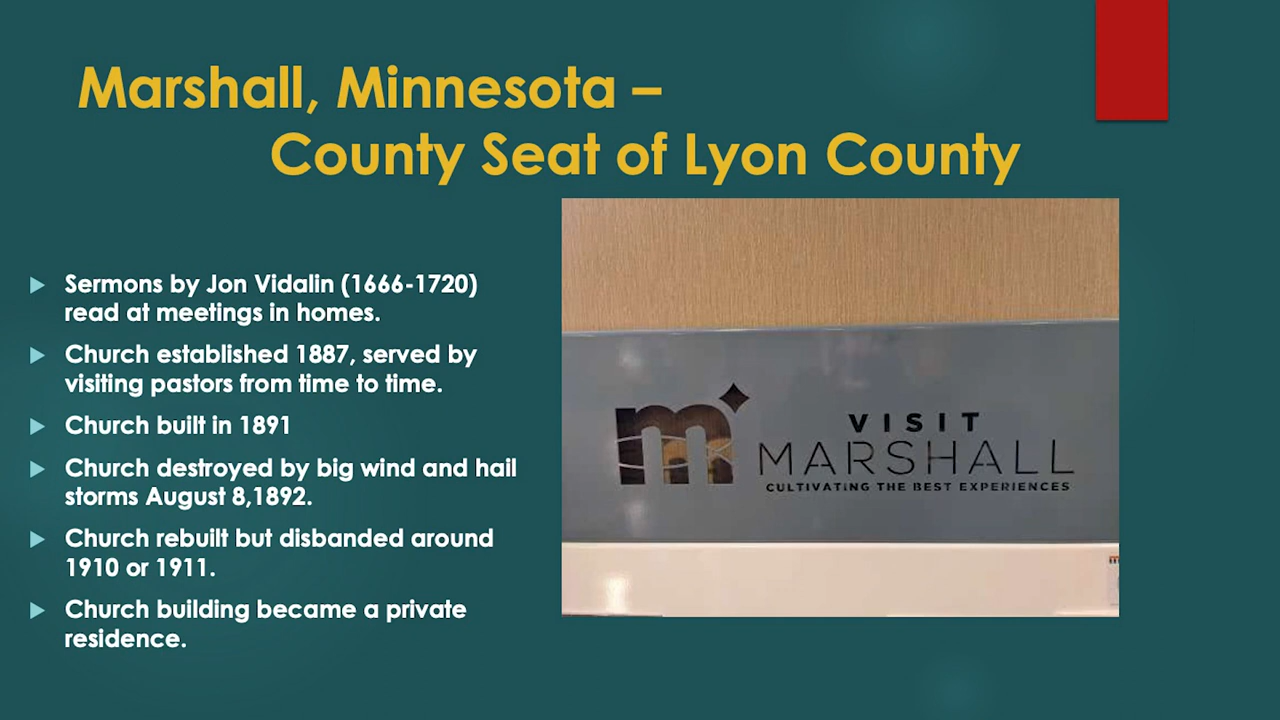 Marshall, Minnesota –
County Seat of Lyon County
Sermons by Jon Vidalin (1666-1720)
read at meetings in homes.
Church established 1887, served by
visiting pastors from time to time.
Church built in 1891
Church destroyed by big wind and hail
storms August 8,1892.
Church rebuilt but disbanded around
1910 or 1911.
Church building became a private
residence.
m
VISIT
MARSHALL
CULTIVATING THE BEST EXPERIENCES